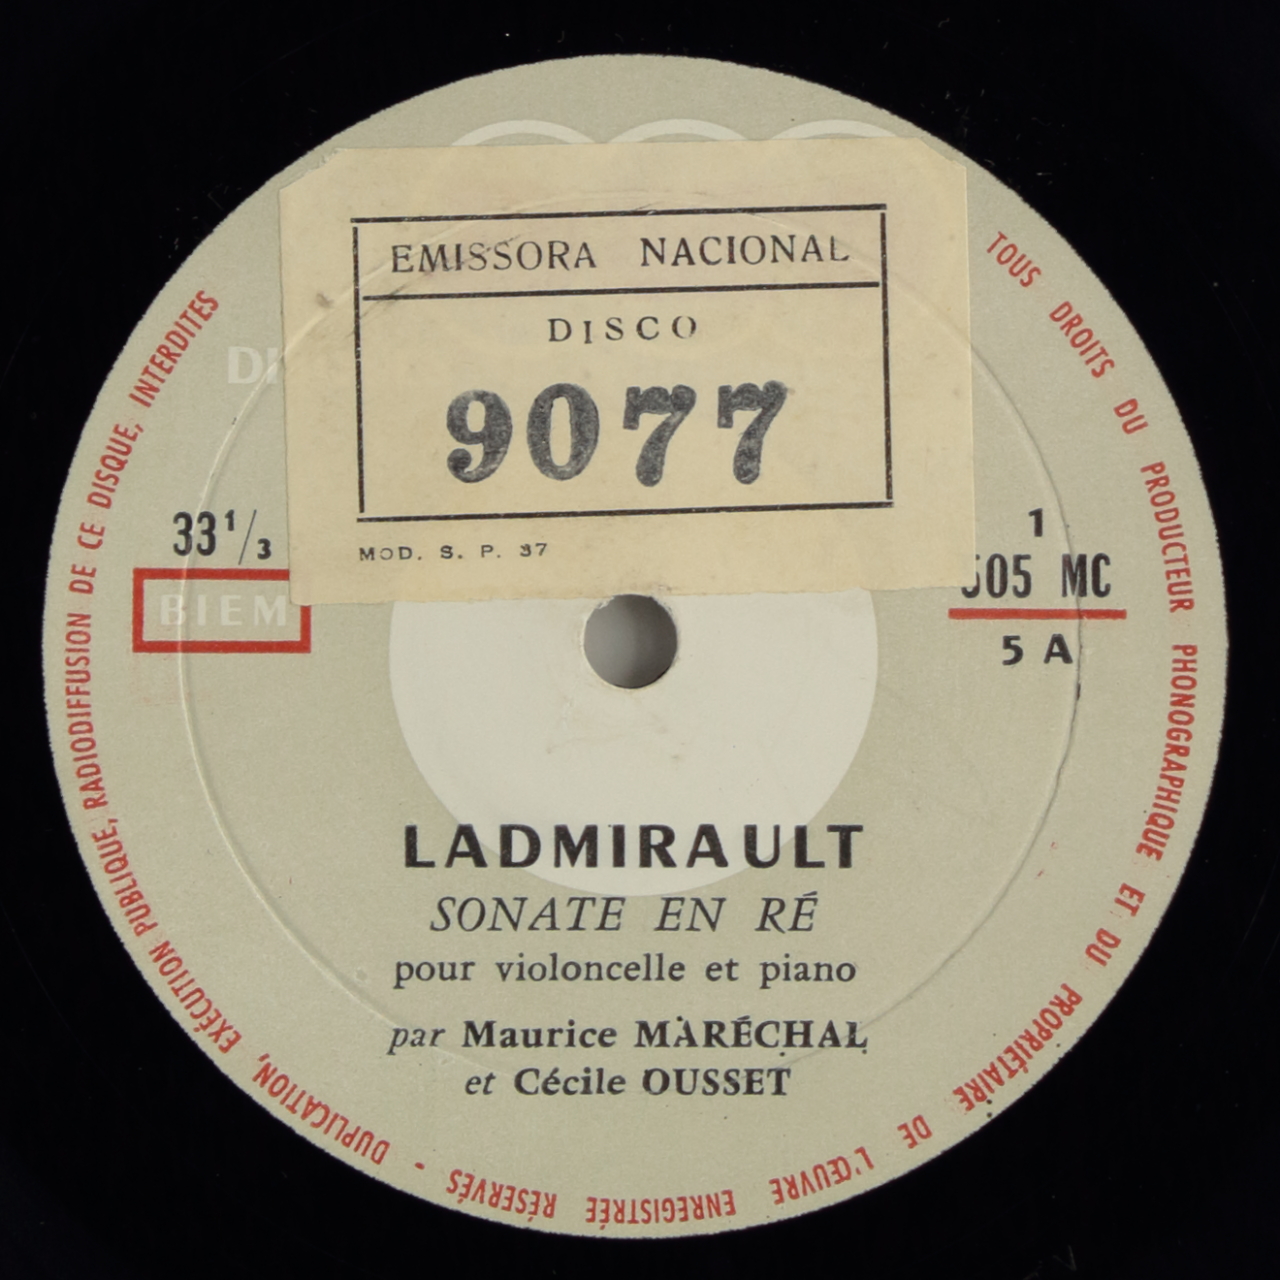 EMISSORA NACIONAL
DISCO
9077
MOD. S. P. 37
33 1/3
BIEM
1
505 MC
5 A
LADMIRAULT
SONATE EN RÉ
pour violoncelle et piano
par Maurice MARÉCHAL
et Cécile OUSSET
TOUS DROITS DU PRODUCTEUR PHONOGRAPHIQUE ET DU PROPRIÉTAIRE DE L'ŒUVRE ENREGISTRÉE RÉSERVÉS - DUPLICATION, EXÉCUTION PUBLIQUE, RADIODIFFUSION DE CE DISQUE, INTERDITES